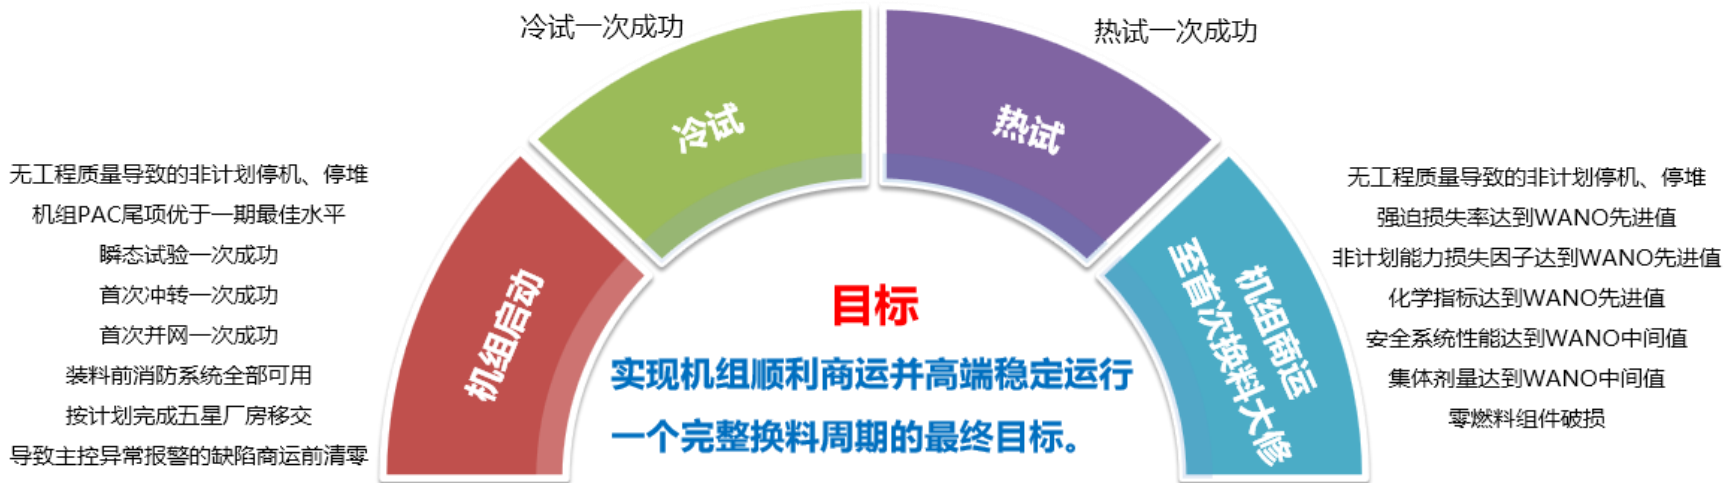 冷试一次成功
热试一次成功
冷试
热试
无工程质量导致的非计划停机、停堆
机组PAC尾项优于一期最佳水平
瞬态试验一次成功
首次冲转一次成功
首次并网一次成功
装料前消防系统全部可用
按计划完成五星厂房移交
导致主控异常报警的缺陷商运前清零
机组启动
目标
实现机组顺利商运并高端稳定运行
一个完整换料周期的最终目标。
机组商运
至首次换料大修
无工程质量导致的非计划停机、停堆
强迫损失率达到WANO先进值
非计划能力损失因子达到WANO先进值
化学指标达到WANO先进值
安全系统性能达到WANO中间值
集体剂量达到WANO中间值
零燃料组件破损